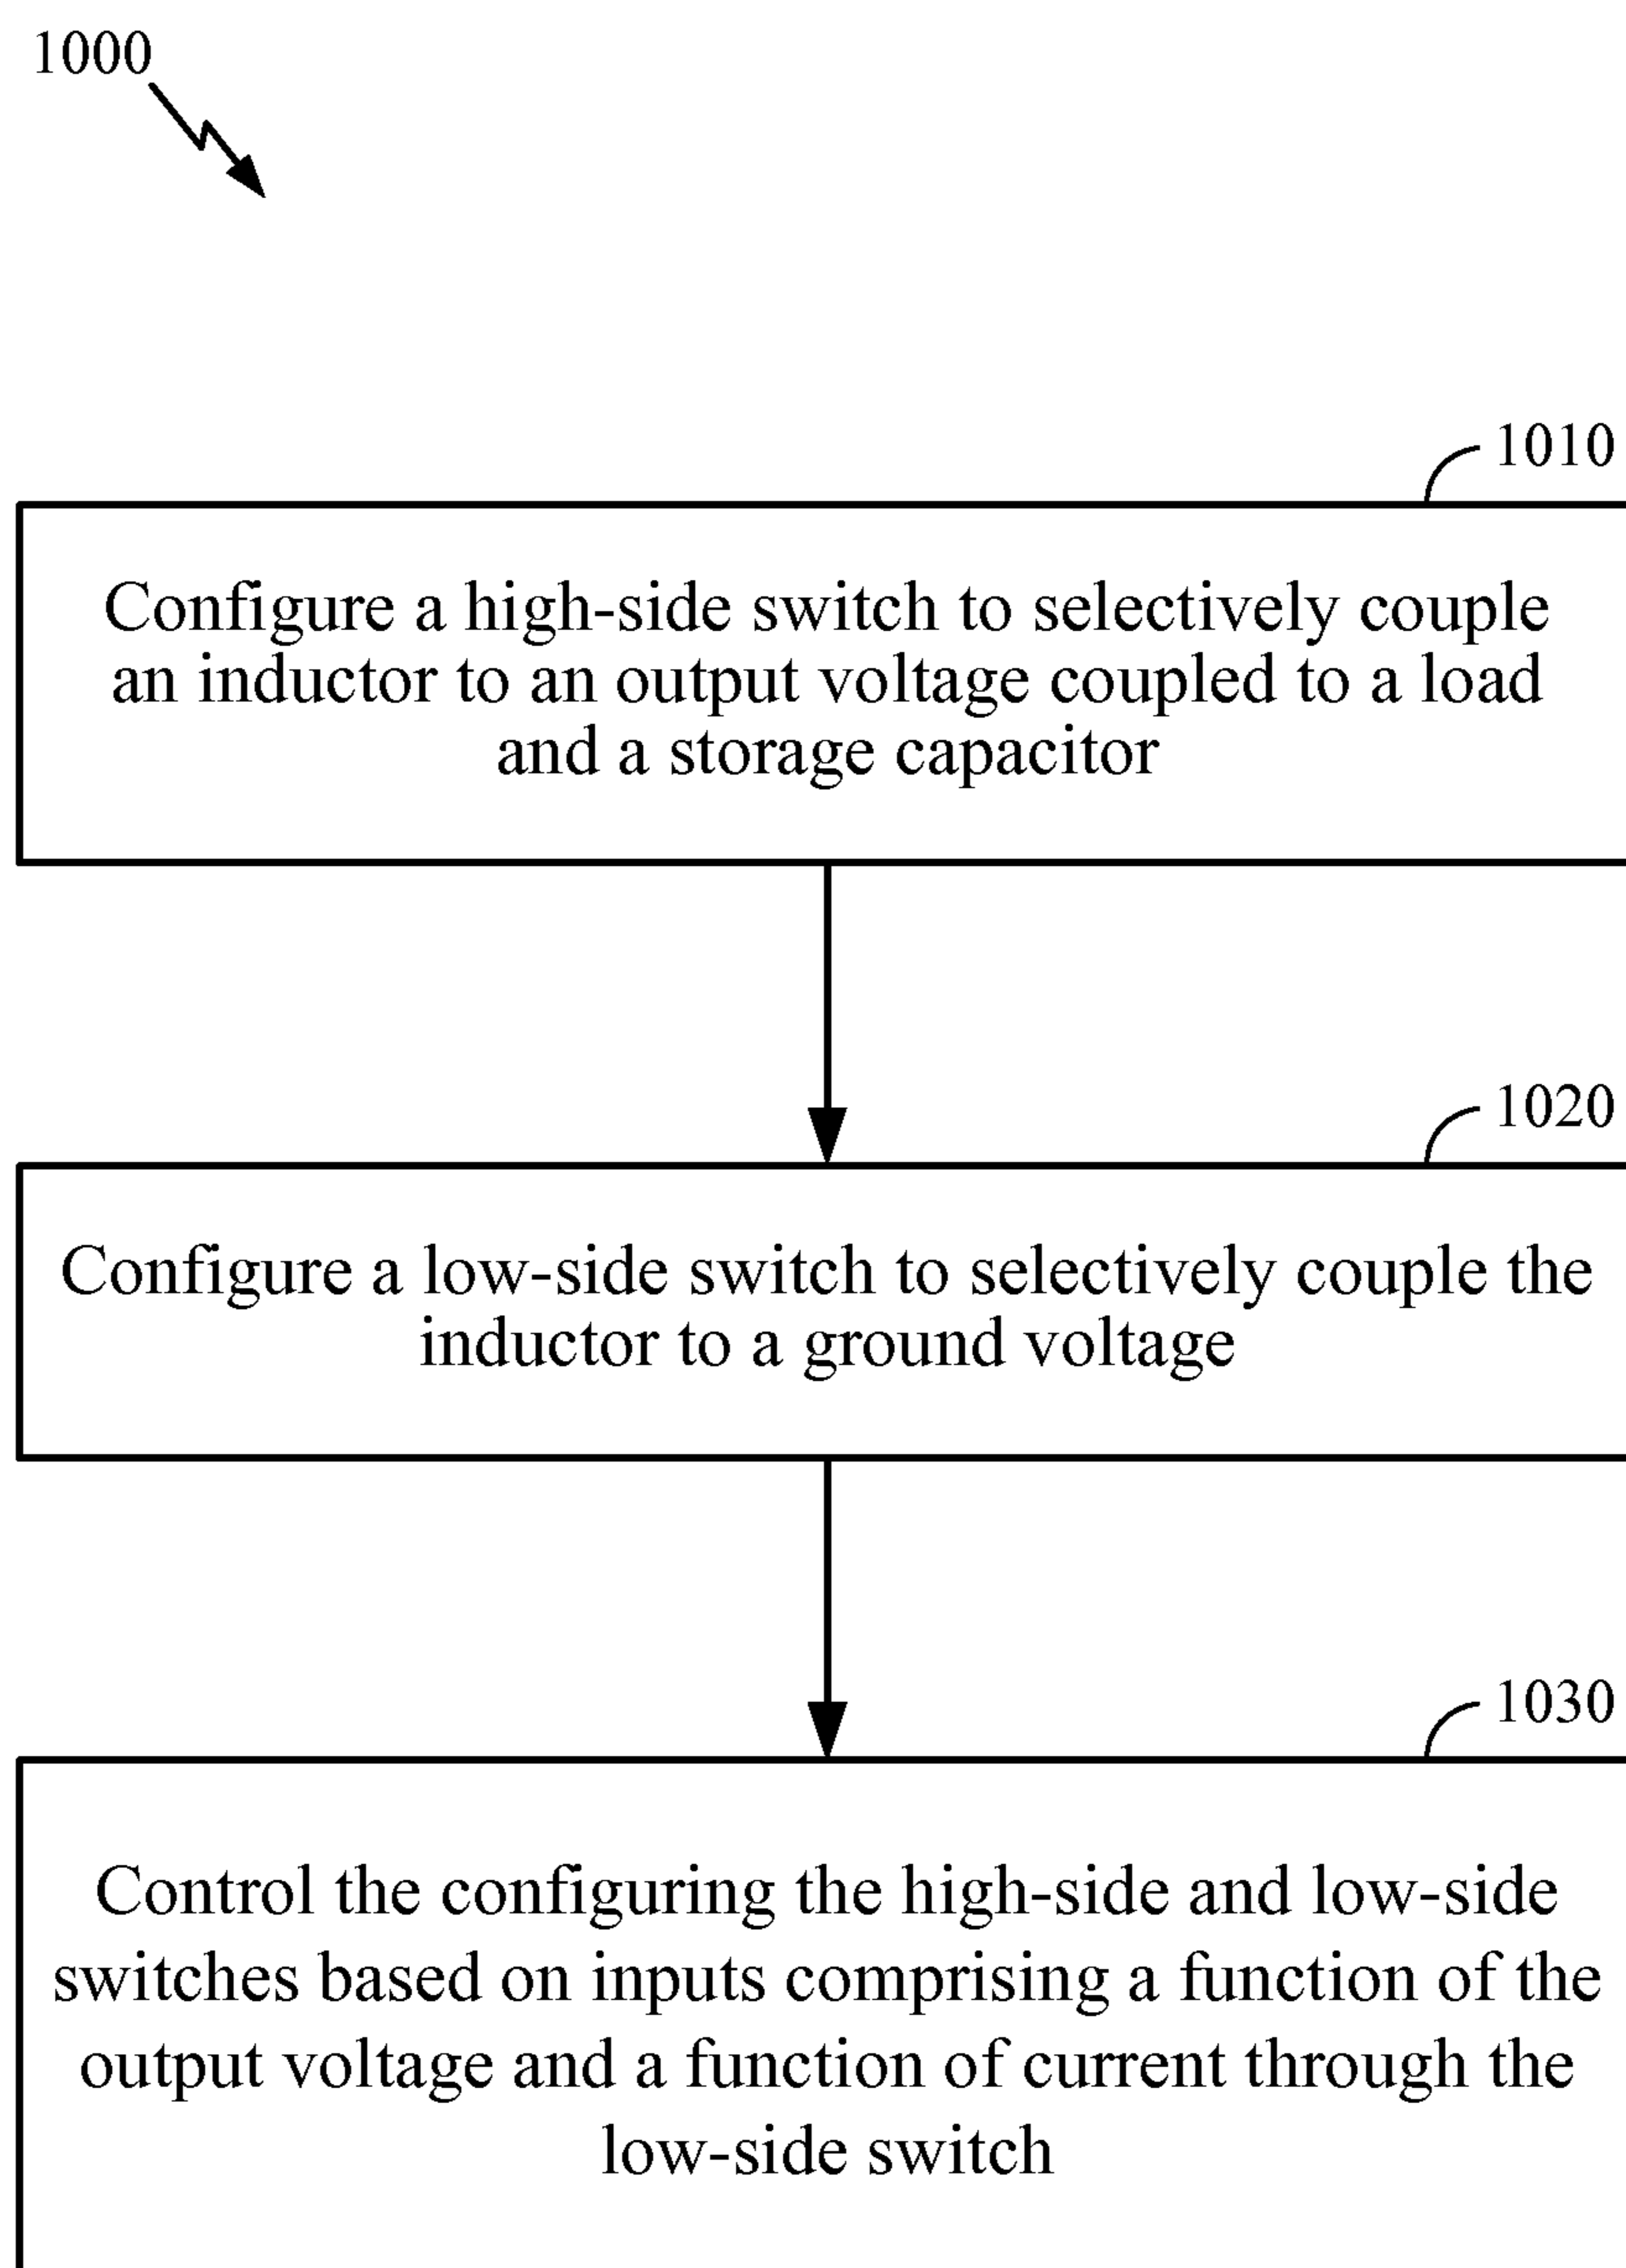 1000
1010
Configure a high-side switch to selectively couple
an inductor to an output voltage coupled to a load
and a storage capacitor
1020
Configure a low-side switch to selectively couple the
inductor to a ground voltage
1030
Control the configuring the high-side and low-side
switches based on inputs comprising a function of the
output voltage and a function of current through the
low-side switch